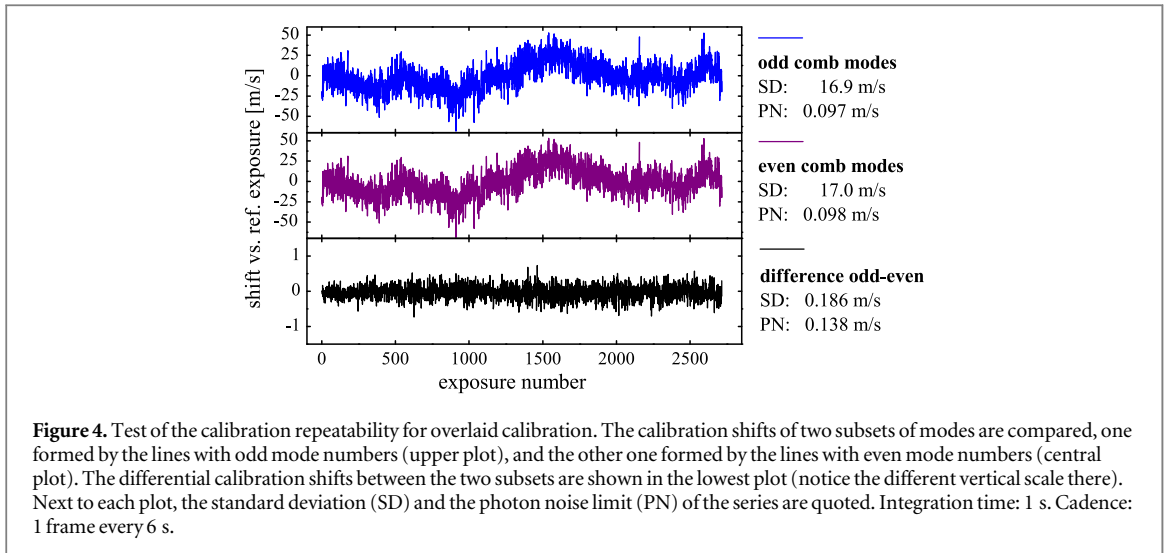 shift vs. ref. exposure [m/s]
50
25
0
-25
-50
50
25
0
-25
-50
1
0
-1
0 500 1000 1500 2000 2500
exposure number
odd comb modes
SD: 16.9 m/s
PN: 0.097 m/s
even comb modes
SD: 17.0 m/s
PN: 0.098 m/s
difference odd-even
SD: 0.186 m/s
PN: 0.138 m/s
Figure 4. Test of the calibration repeatability for overlaid calibration. The calibration shifts of two subsets of modes are compared, one
formed by the lines with odd mode numbers (upper plot), and the other one formed by the lines with even mode numbers (central
plot). The differential calibration shifts between the two subsets are shown in the lowest plot (notice the different vertical scale there).
Next to each plot, the standard deviation (SD) and the photon noise limit (PN) of the series are quoted. Integration time: 1 s. Cadence:
1 frame every 6 s.